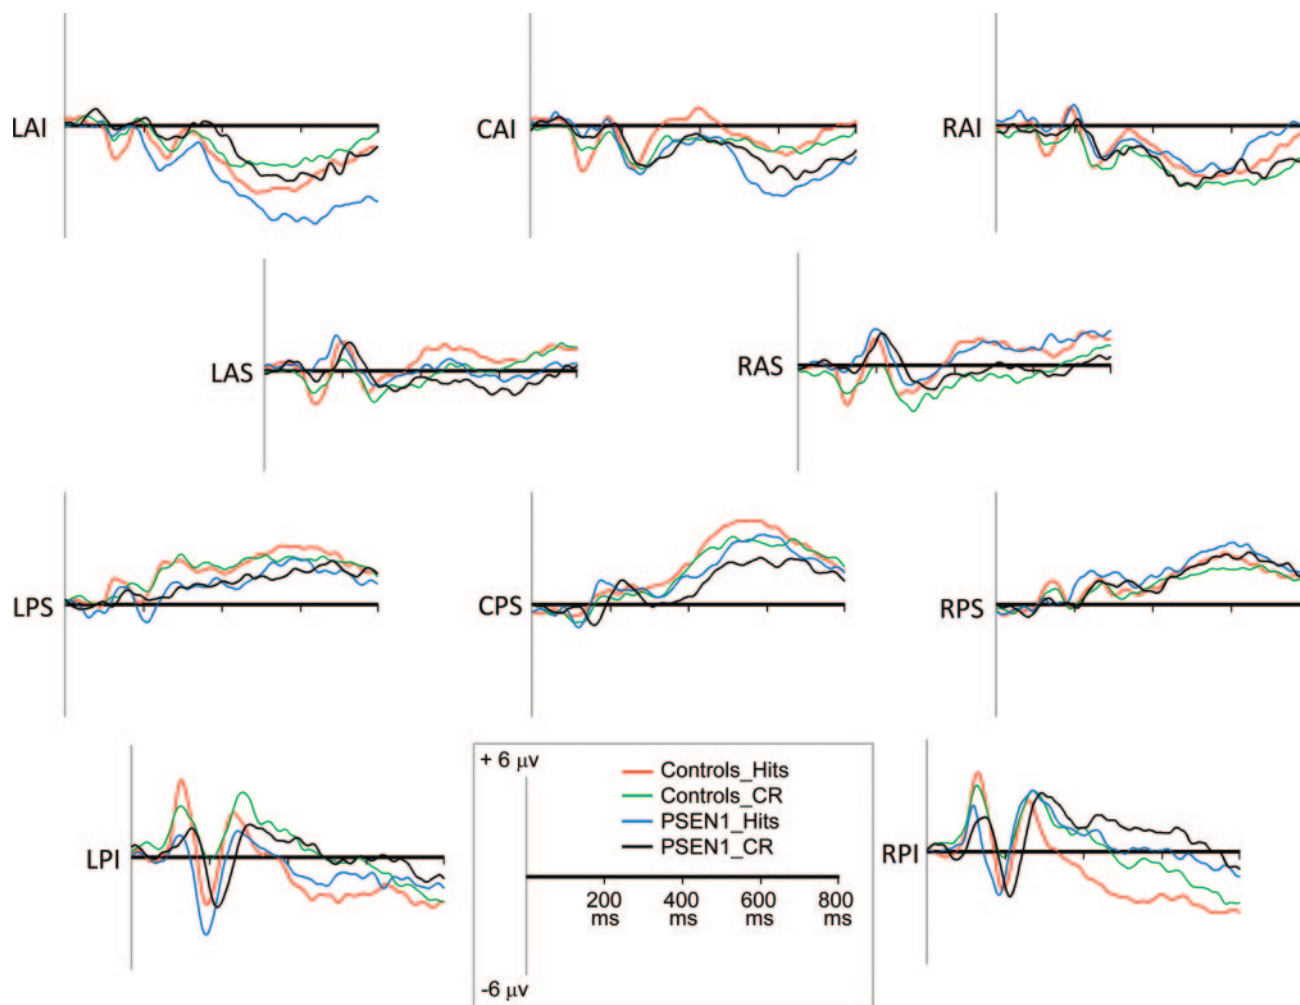 LAI
CAI
RAI
LAS
RAS
LPS
CPS
RPS
LPI
+ 6 μv
Controls_Hits
Controls_CR
PSEN1_Hits
PSEN1_CR
200 ms
400 ms
600 ms
800 ms
-6 μv
RPI